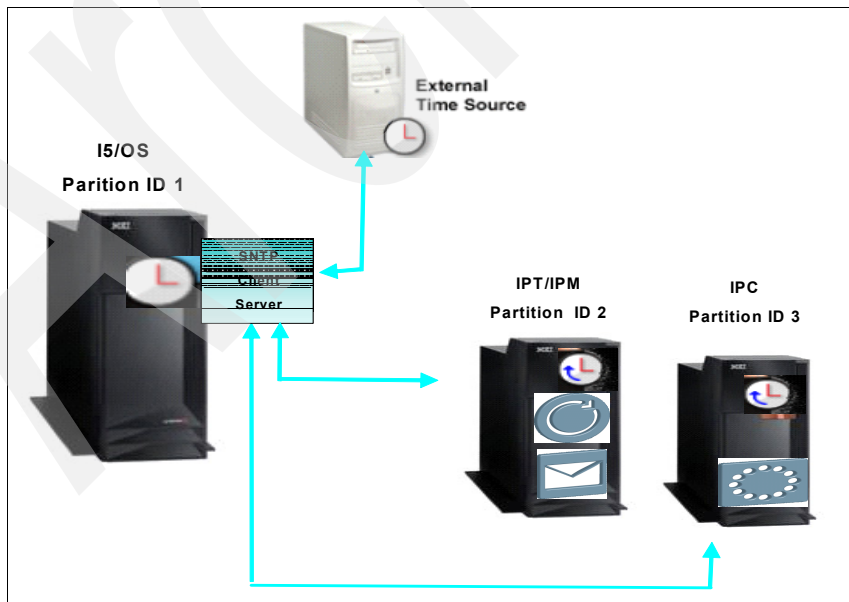 External
Time Source
I5/OS
Parition ID 1
SNTP
Client
Server
IPT/IPM
Partition ID 2
IPC
Partition ID 3